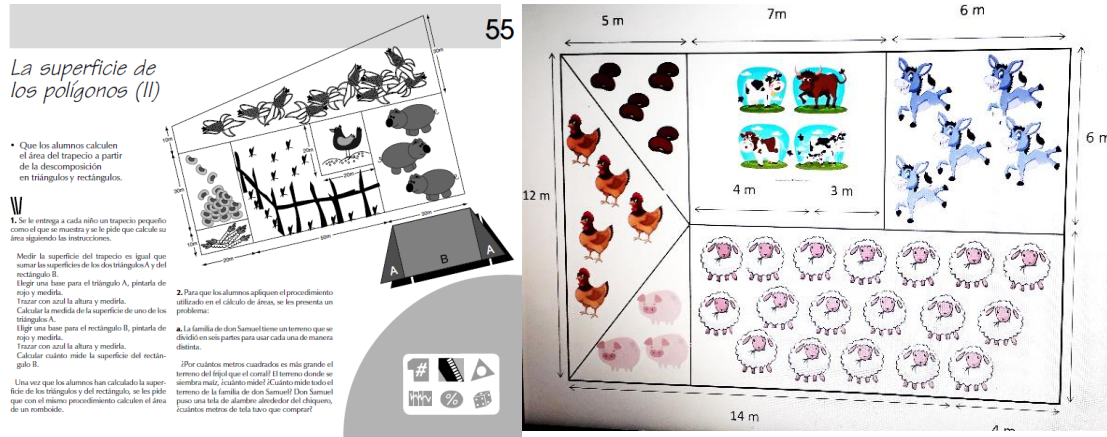 55
La superficie de
los polígonos (II)
• Que los alumnos calculen
el área del trapecio a partir
de la descomposición
en triángulos y rectángulos.
1. Se le entrega a cada niño un trapecio pequeño
como el que se muestra y se le pide que calcule su
área siguiendo las instrucciones.
Medir la superficie del trapecio es igual que
sumar las superficies de los dos triángulos A y del
rectángulo B.
Elegir una base para el triángulo A, pintarla de
rojo y medirla.
Trazar con azul la altura y medirla.
Calcular la medida de la superficie de uno de los
triángulos A.
Eligir una base para el rectángulo B, pintarla de
rojo y medirla.
Trazar con azul la altura y medirla.
Calcular cuánto mide la superficie del rectán-
gulo B.
Una vez que los alumnos han calculado la super-
ficie de los triángulos y del rectángulo, se les pide
que con el mismo procedimiento calculen el área
de un romboide.
10m
30m
10m
20m
50m
20m
20m
A
B
A
2. Para que los alumnos apliquen el procedimiento
utilizado en el cálculo de áreas, se les presenta un
problema:
a. La familia de don Samuel tiene un terreno que se
dividió en seis partes para usar cada una de manera
distinta.
¿Por cuántos metros cuadrados es más grande el
terreno del frijol que el corral? El terreno donde se
siembra maíz, ¿cuánto mide? ¿Cuánto mide todo el
terreno de la familia de don Samuel? Don Samuel
puso una tela de alambre alrededor del chiquero,
¿cuántos metros de tela tuvo que comprar?
#
%
5 m
7m
6 m
6 m
12 m
4 m
3 m
14 m
4 m